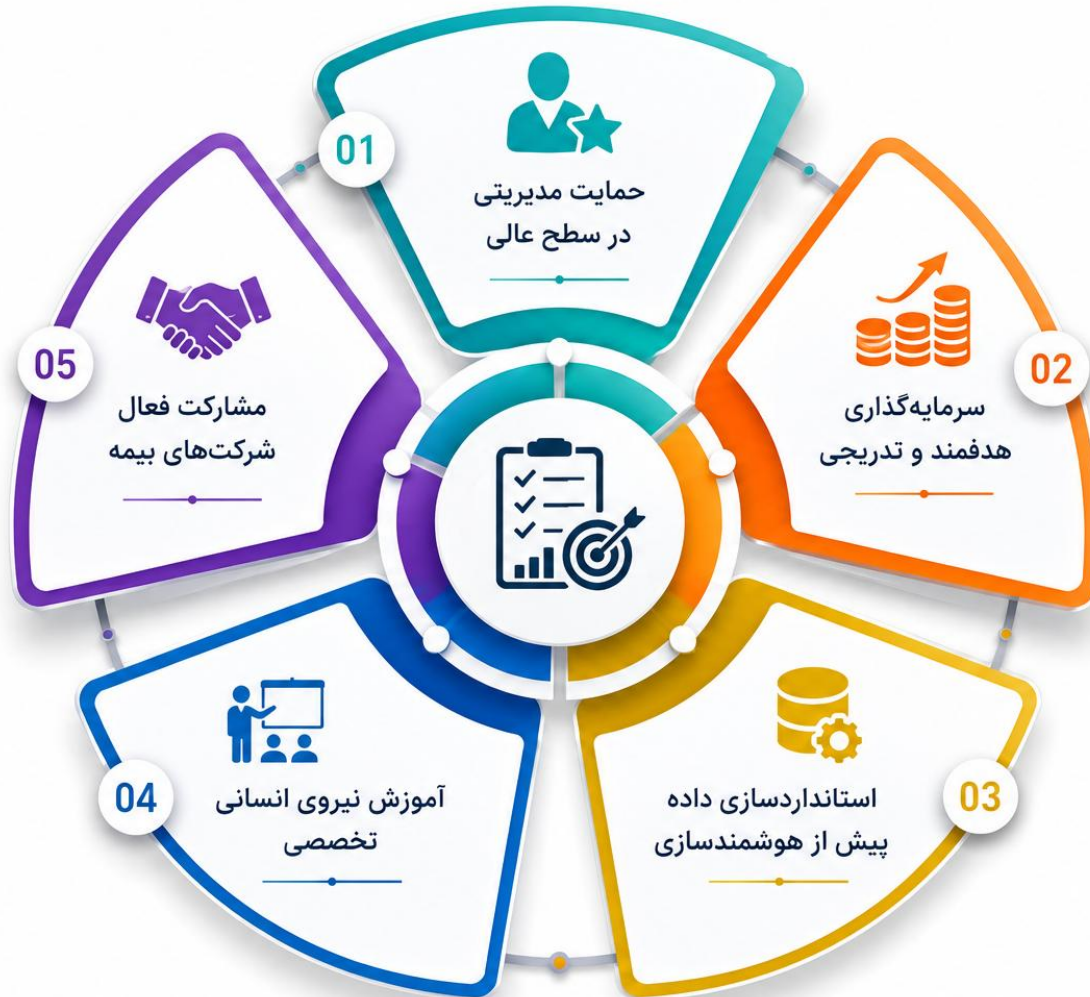 01
حمایت مدیریتی
در سطح عالی
02
سرمایه‌گذاری
هدفمند و تدریجی
03
استانداردسازی داده
پیش از هوشمندسازی
04
آموزش نیروی انسانی
تخصصی
05
مشارکت فعال
شرکت‌های بیمه